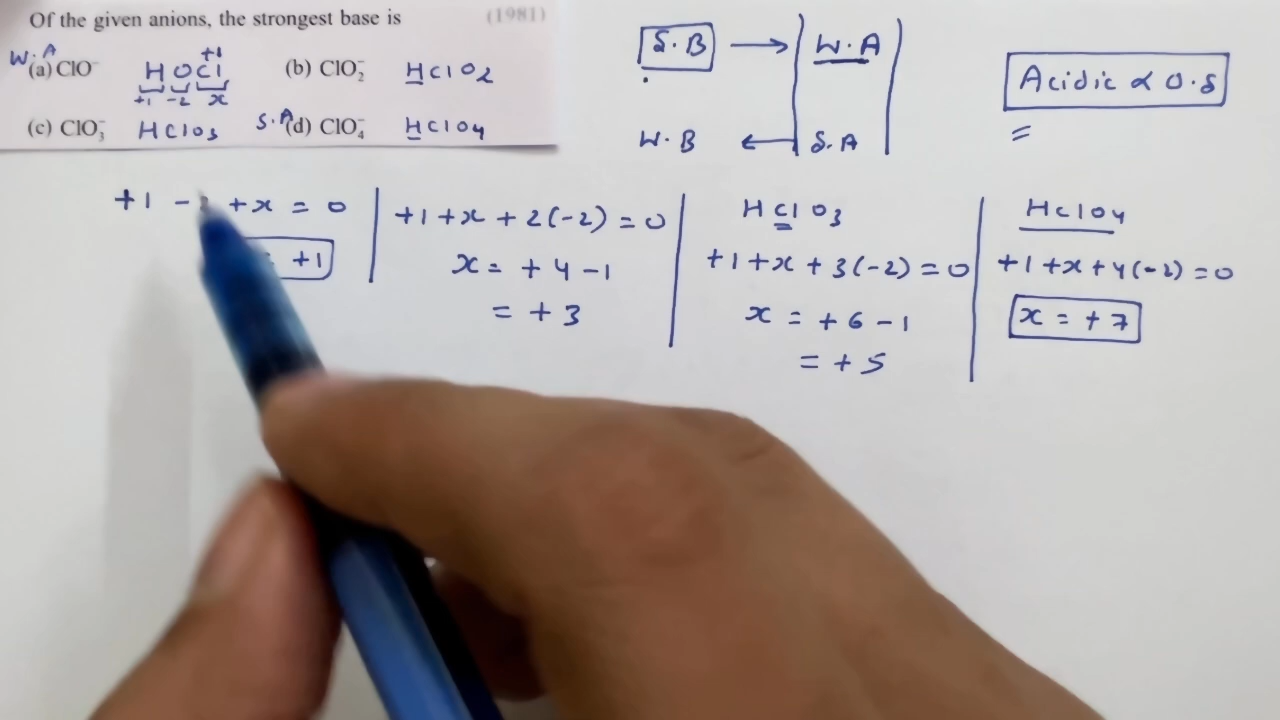 Of the given anions, the strongest base is (1981)
W.A
(a) ClO⁻ HOCl +1 (b) ClO₂⁻ HClO2
+1 -2 x
(c) ClO₃⁻ HClO3 S.A (d) ClO₄⁻ HClO4
S.B → W.A
W.B ← S.A
Acidic ∝ O.S
=
+1 - +x = 0
= +1
+1+x+2(-2)=0
x = +4-1
= +3
HClO3
+1+x+3(-2)=0
x = +6-1
= +5
HClO4
+1+x+4(-2)=0
x = +7